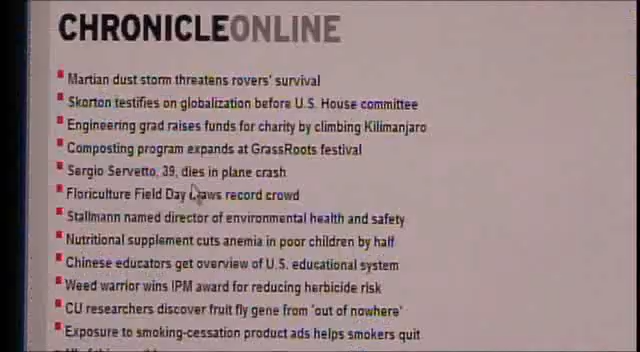 CHRONICLEONLINE
Martian dust storm threatens rovers' survival
Skorton testifies on globalization before U.S. House committee
Engineering grad raises funds for charity by climbing Kilimanjaro
Composting program expands at GrassRoots festival
Sergio Servetto, 39, dies in plane crash
Floriculture Field Day draws record crowd
Stallmann named director of environmental health and safety
Nutritional supplement cuts anemia in poor children by half
Chinese educators get overview of U.S. educational system
Weed warrior wins IPM award for reducing herbicide risk
CU researchers discover fruit fly gene from 'out of nowhere'
Exposure to smoking-cessation product ads helps smokers quit